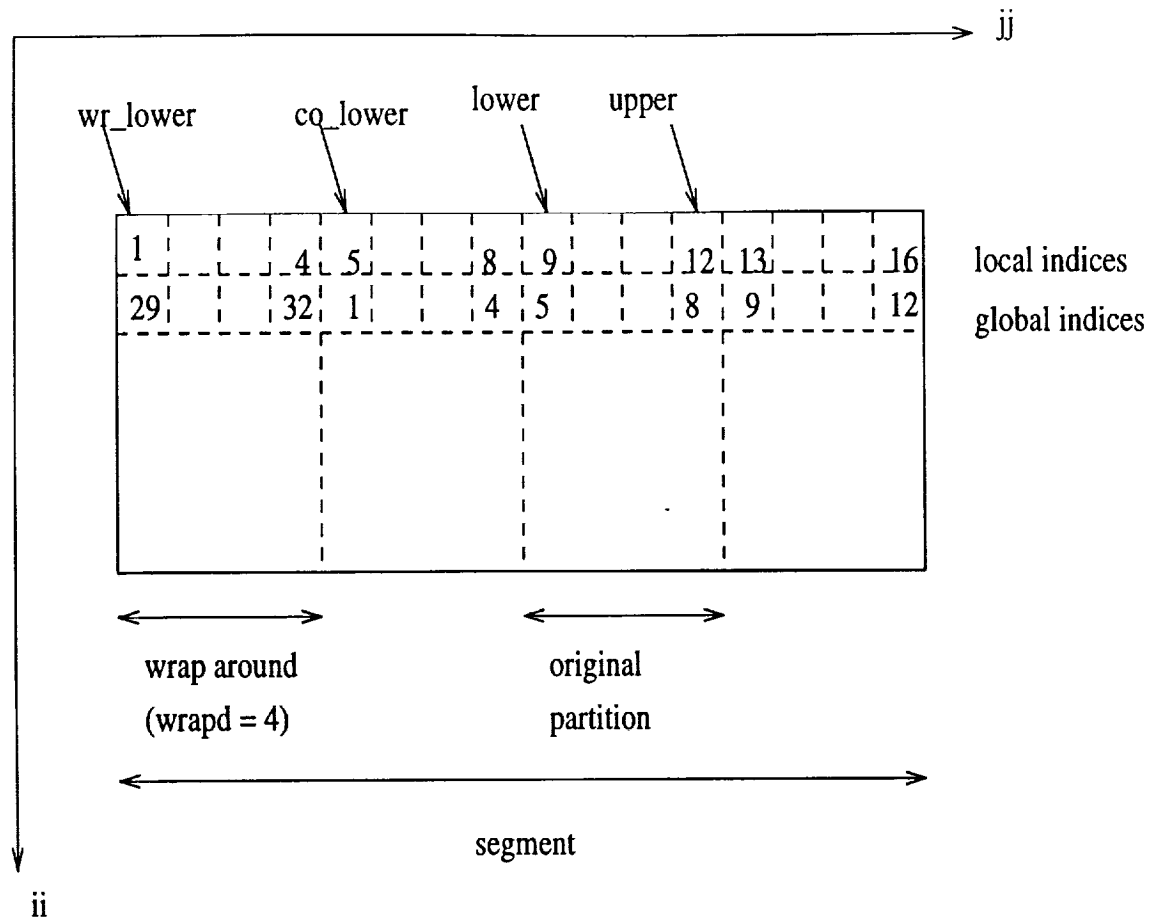 jj
wr_lower co_lower lower upper
1 4 5 8 9 12 13 16 local indices
29 32 1 4 5 8 9 12 global indices
wrap around original
(wrapd = 4) partition
segment
ii